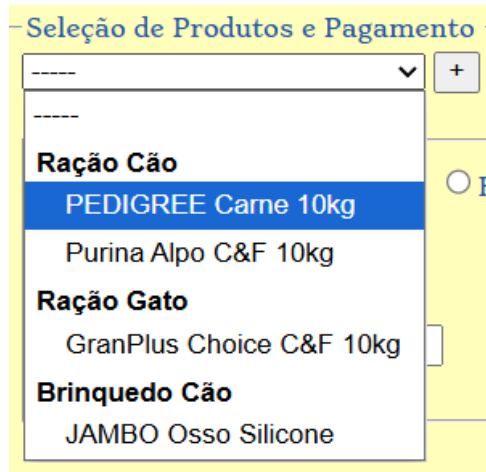 Seleção de Produtos e Pagamento
----- +
-----
Ração Cão
PEDIGREE Carne 10kg
Purina Alpo C&F 10kg
Ração Gato
GranPlus Choice C&F 10kg
Brinquedo Cão
JAMBO Osso Silicone